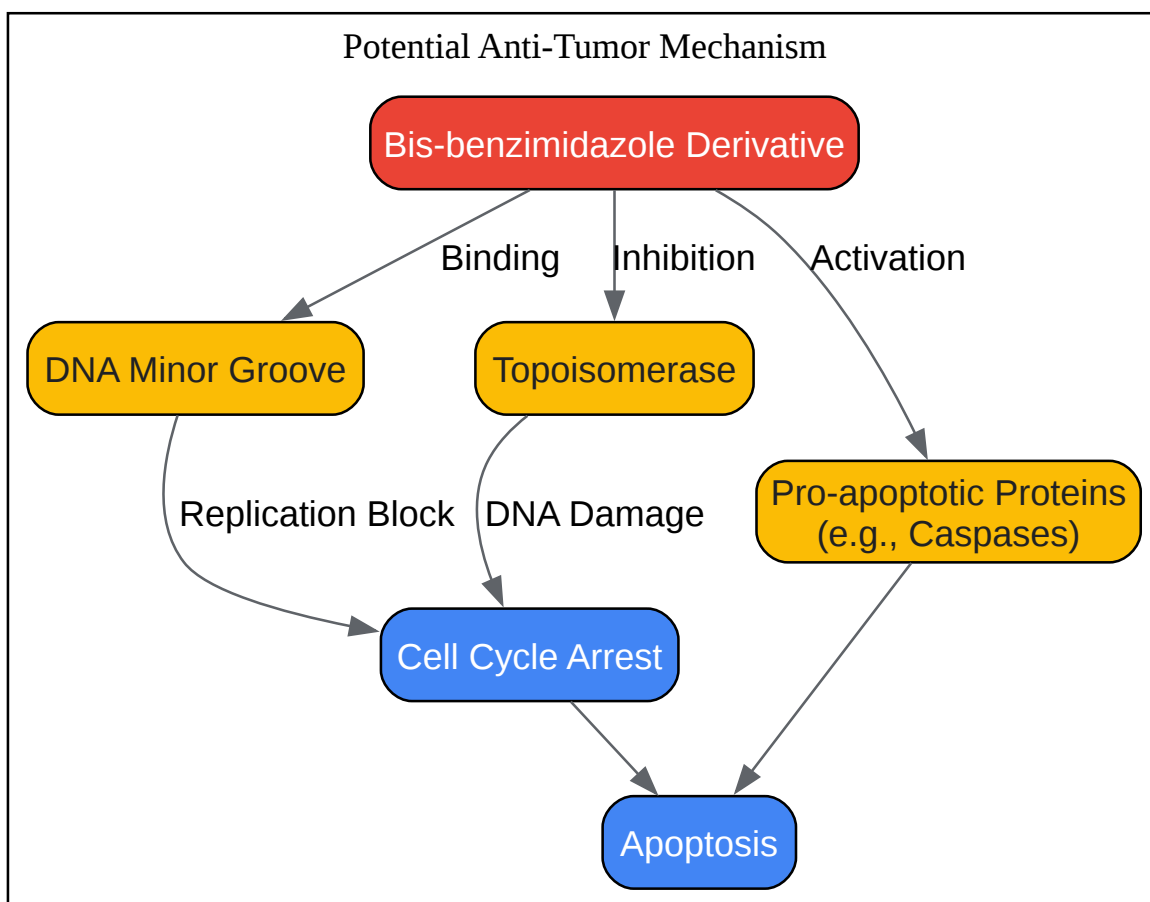 Potential Anti-Tumor Mechanism
Bis-benzimidazole Derivative
Binding
Inhibition
Activation
DNA Minor Groove
Topoisomerase
Pro-apoptotic Proteins
(e.g., Caspases)
Replication Block
DNA Damage
Cell Cycle Arrest
Apoptosis